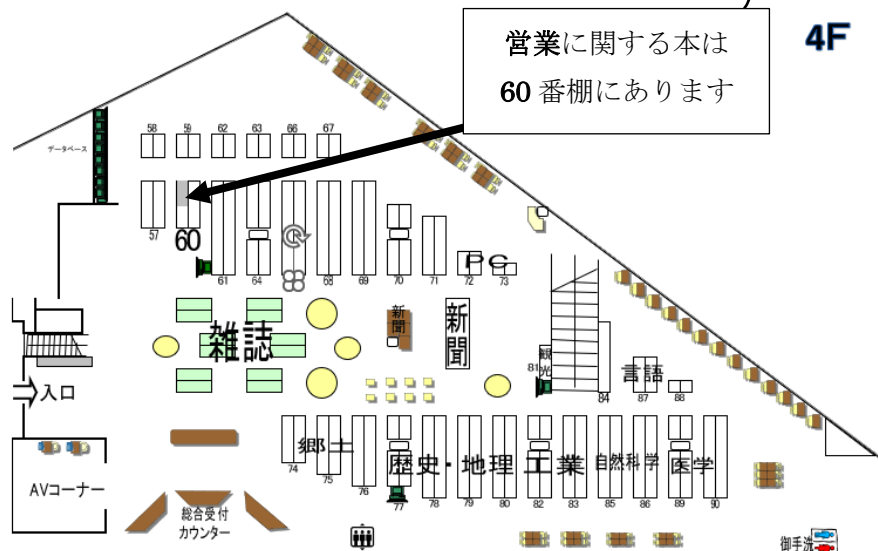 営業に関する本は
60 番棚にあります
4F
58 59 62 63 66 67
データベース
57 60 61 64 68 69 70 71 72 73
PC
雑誌
新聞
新聞
観光
81
84
言語
87 88
入口
郷土
歴史・地理 工業 自然科学 医学
74 75 76 77 78 79 80 82 83 85 86 89 90
AVコーナー
総合受付
カウンター
御手洗